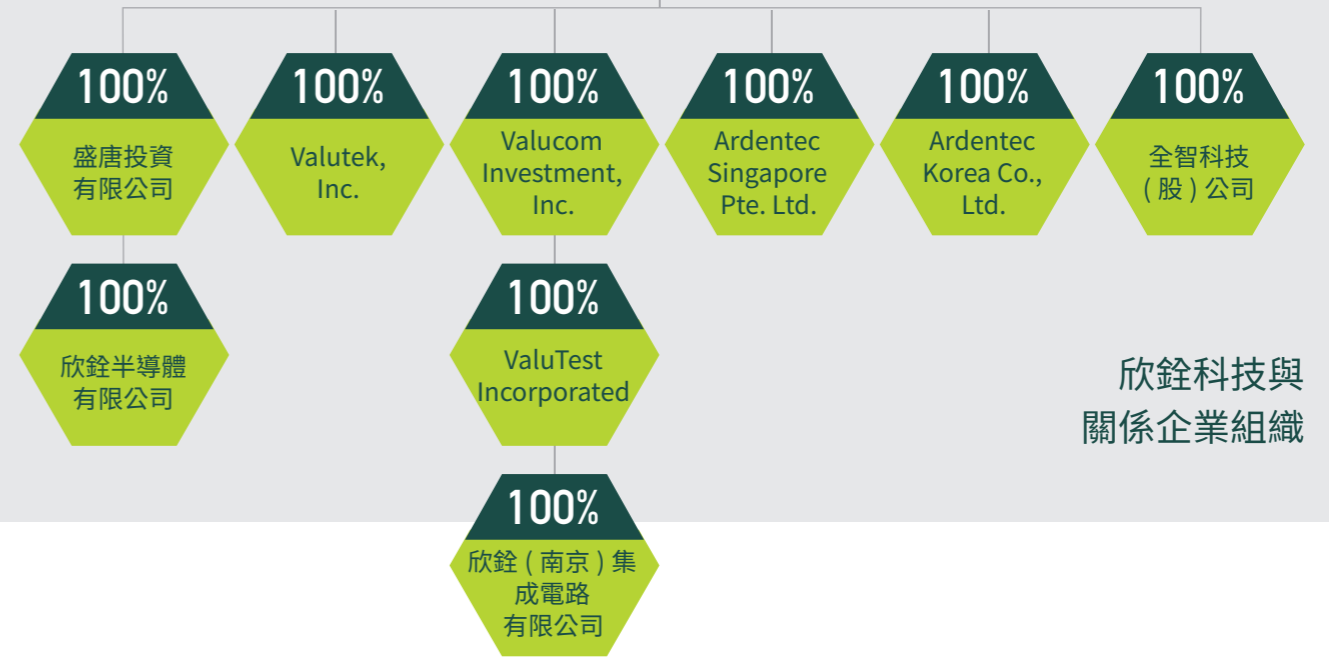 100%
盛唐投資
有限公司
100%
Valutek,
Inc.
100%
Valucom
Investment,
Inc.
100%
Ardentec
Singapore
Pte. Ltd.
100%
Ardentec
Korea Co.,
Ltd.
100%
全智科技
( 股 ) 公司
100%
欣銓半導體
有限公司
100%
ValuTest
Incorporated
欣銓科技與
關係企業組織
100%
欣銓 ( 南京 ) 集
成電路
有限公司